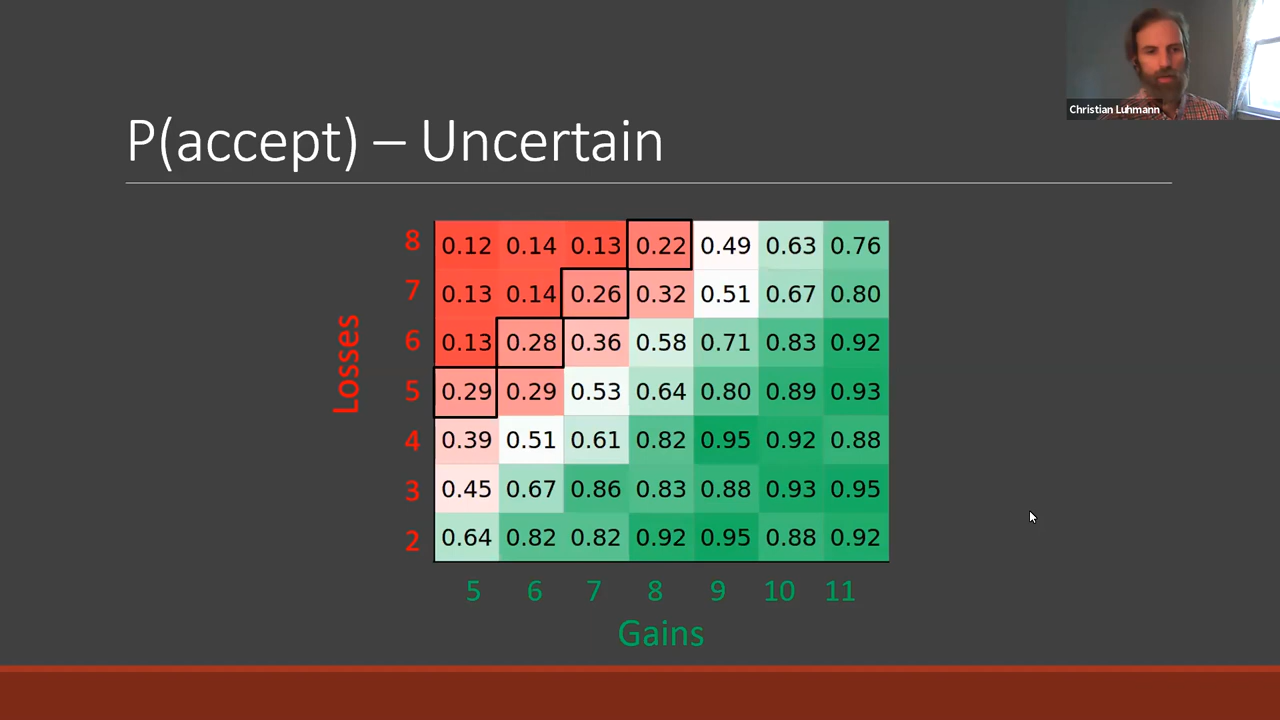 Christian Luhmann
P(accept) – Uncertain
Losses
8 0.12 0.14 0.13 0.22 0.49 0.63 0.76
7 0.13 0.14 0.26 0.32 0.51 0.67 0.80
6 0.13 0.28 0.36 0.58 0.71 0.83 0.92
5 0.29 0.29 0.53 0.64 0.80 0.89 0.93
4 0.39 0.51 0.61 0.82 0.95 0.92 0.88
3 0.45 0.67 0.86 0.83 0.88 0.93 0.95
2 0.64 0.82 0.82 0.92 0.95 0.88 0.92
5 6 7 8 9 10 11
Gains